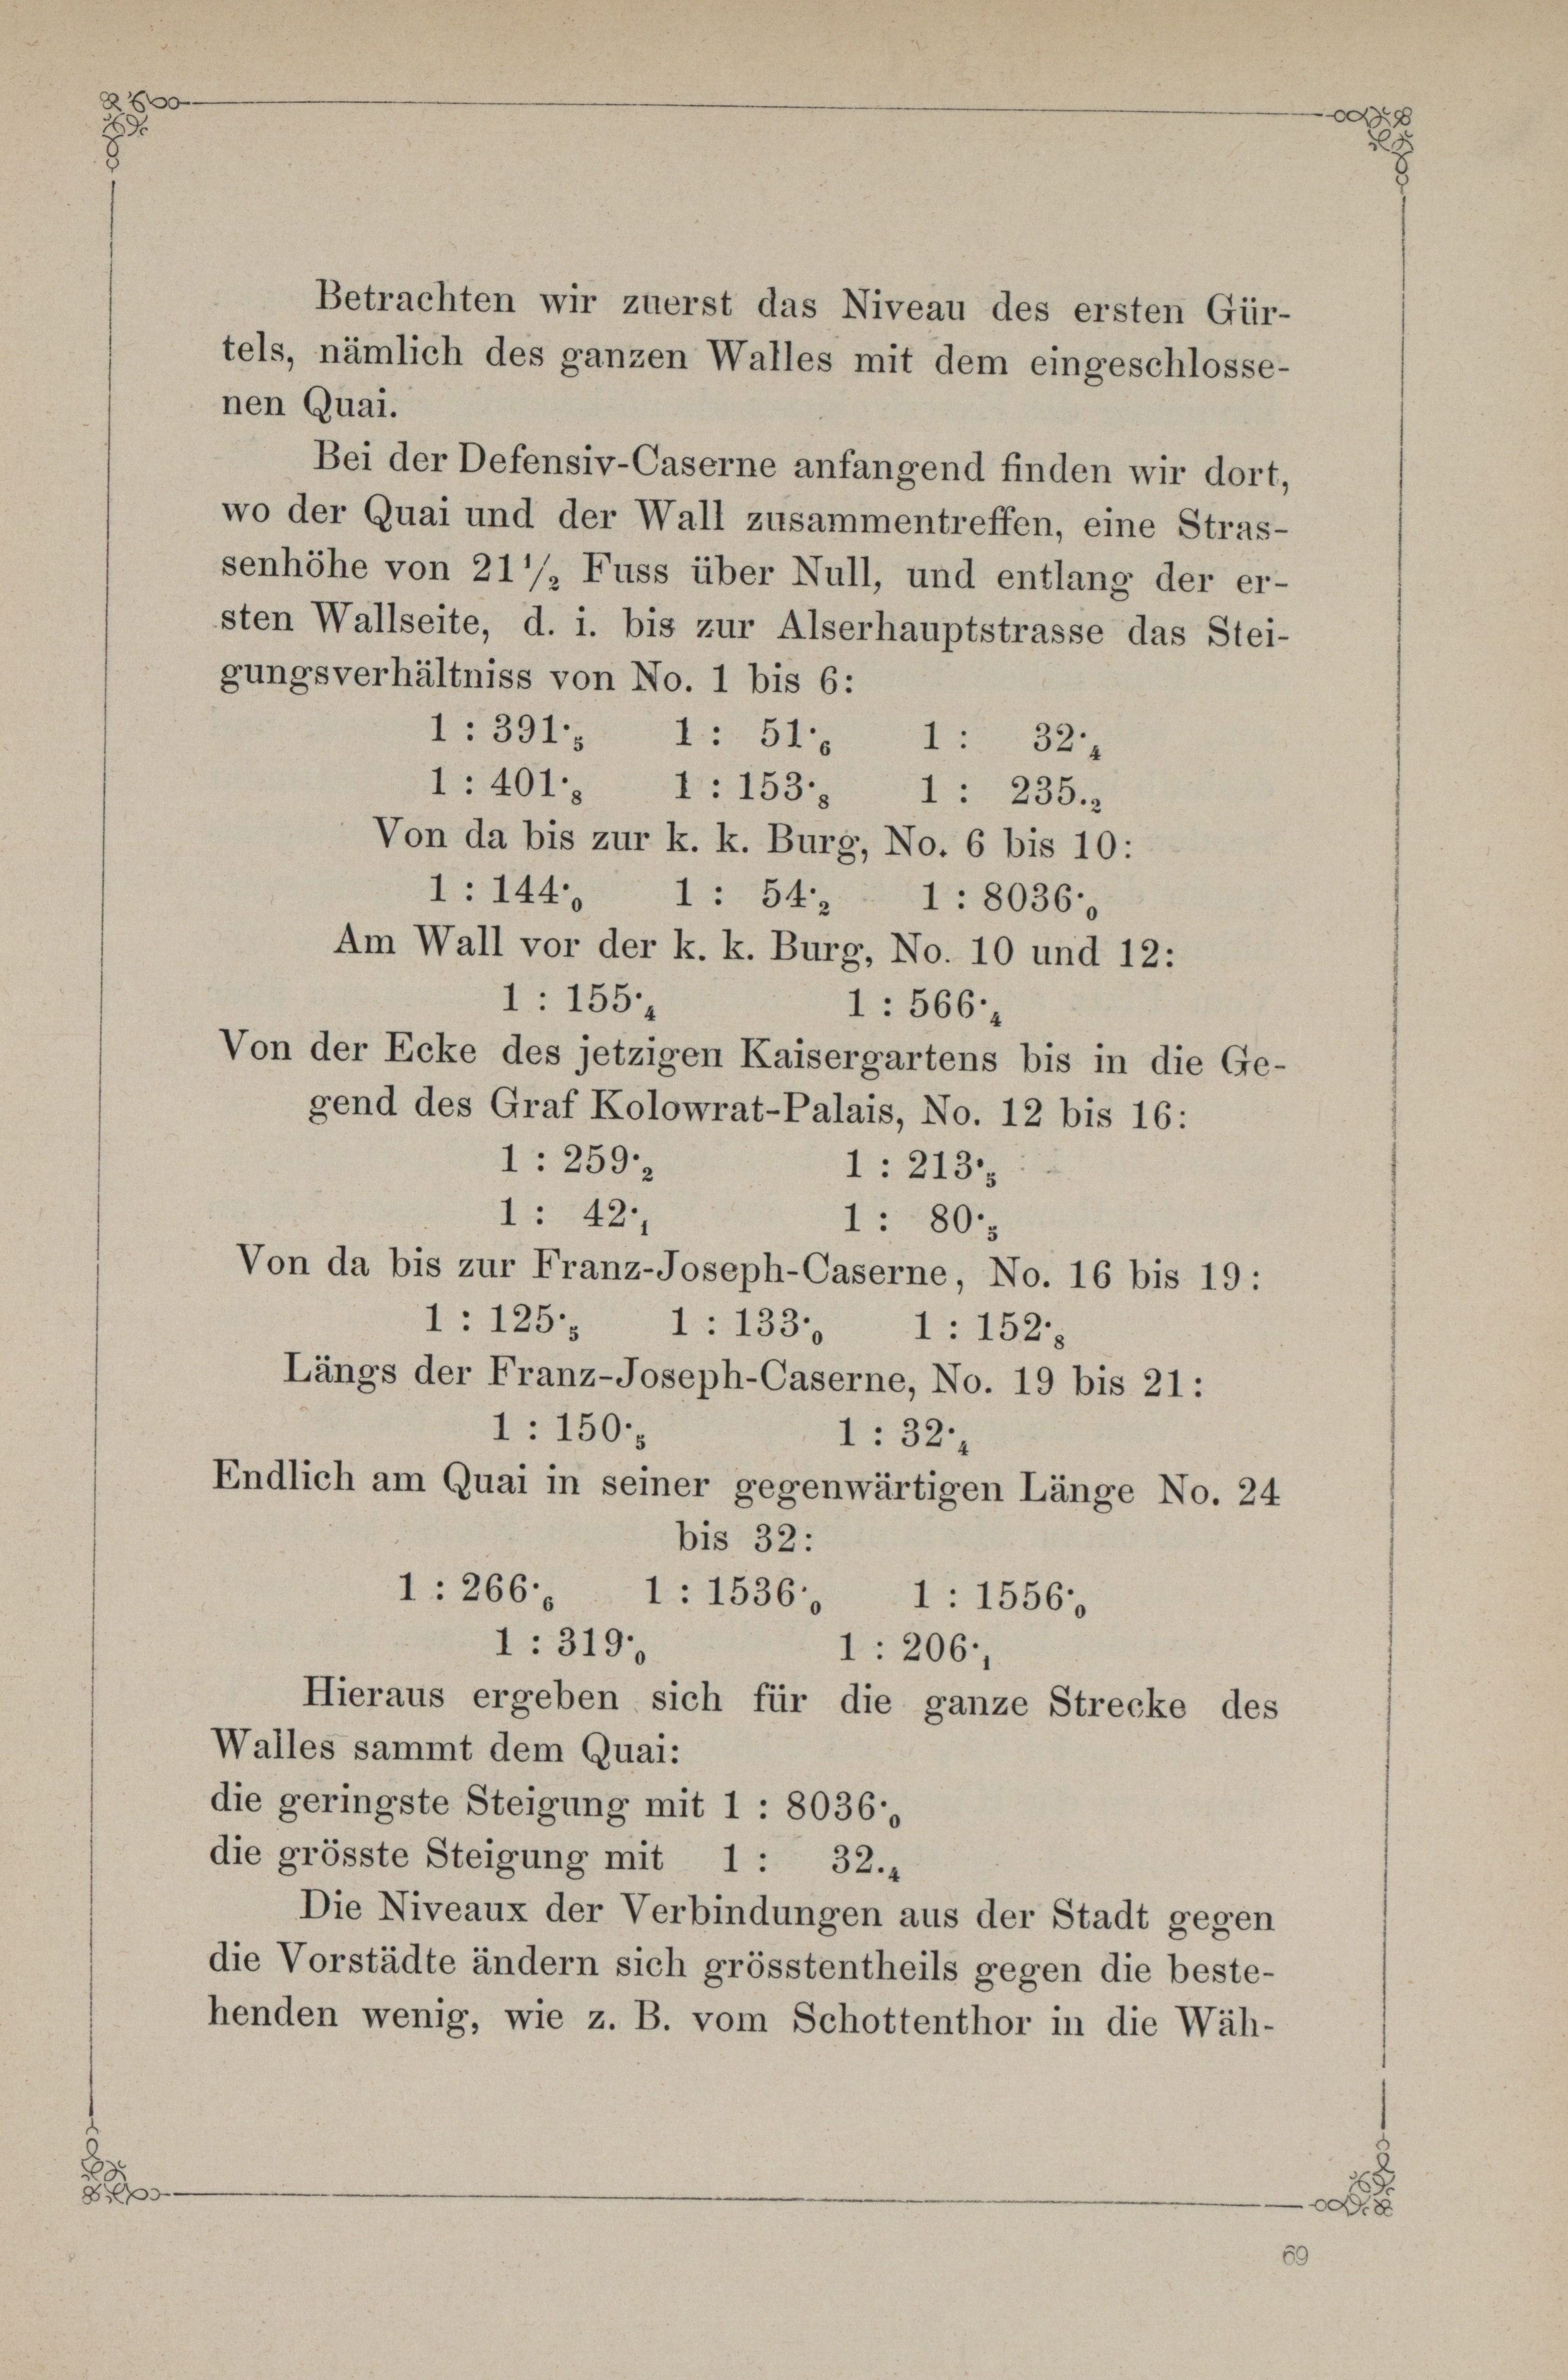 Betrachten wir zuerst das Niveau des ersten Gür-
tels, nämlich des ganzen Walles mit dem eingeschlosse-
nen Quai.
Bei der Defensiv-Caserne anfangend finden wir dort,
wo der Quai und der Wall zusammentreffen, eine Stras-
senhöhe von 21 1/2 Fuss über Null, und entlang der er-
sten Wallseite, d. i. bis zur Alserhauptstrasse das Stei-
gungsverhältniss von No. 1 bis 6:
1 : 391·₅ 1 : 51·₆ 1 : 32·₄
1 : 401·₈ 1 : 153·₈ 1 : 235.₂
Von da bis zur k. k. Burg, No. 6 bis 10:
1 : 144·₀ 1 : 54·₂ 1 : 8036·₀
Am Wall vor der k. k. Burg, No. 10 und 12:
1 : 155·₄ 1 : 566·₄
Von der Ecke des jetzigen Kaisergartens bis in die Ge-
gend des Graf Kolowrat-Palais, No. 12 bis 16:
1 : 259·₂ 1 : 213·₅
1 : 42·₁ 1 : 80·₅
Von da bis zur Franz-Joseph-Caserne, No. 16 bis 19:
1 : 125·₅ 1 : 133·₀ 1 : 152·₈
Längs der Franz-Joseph-Caserne, No. 19 bis 21:
1 : 150·₅ 1 : 32·₄
Endlich am Quai in seiner gegenwärtigen Länge No. 24
bis 32:
1 : 266·₆ 1 : 1536·₀ 1 : 1556·₀
1 : 319·₀ 1 : 206·₁
Hieraus ergeben sich für die ganze Strecke des
Walles sammt dem Quai:
die geringste Steigung mit 1 : 8036·₀
die grösste Steigung mit 1 : 32.₄
Die Niveaux der Verbindungen aus der Stadt gegen
die Vorstädte ändern sich grösstentheils gegen die beste-
henden wenig, wie z. B. vom Schottenthor in die Wäh-
69